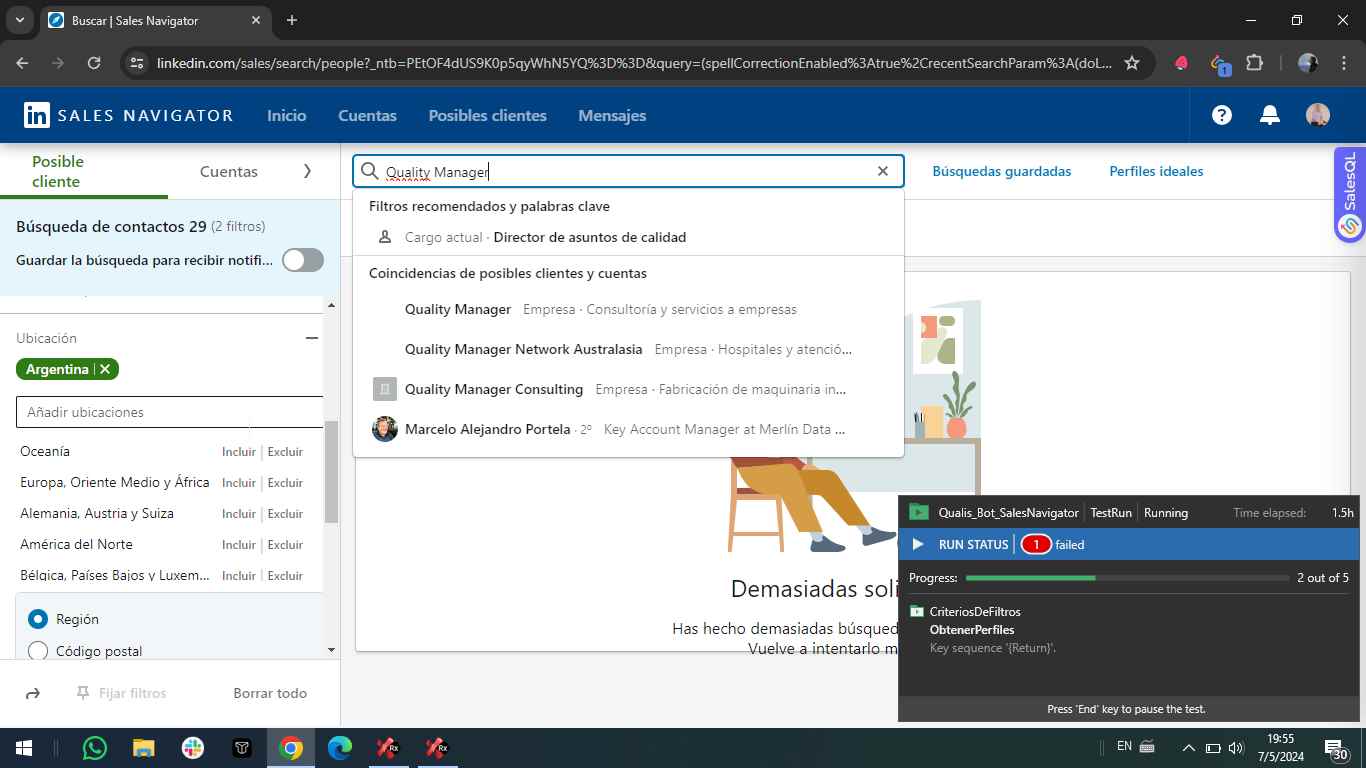 Buscar | Sales Navigator
linkedin.com/sales/search/people?_ntb=PEtOF4dUS9K0p5qyWhN5YQ%3D%3D&query=(spellCorrectionEnabled%3Atrue%2CrecentSearchParam%3A(doL...
1
in SALES NAVIGATOR Inicio Cuentas Posibles clientes Mensajes
Posible cliente
Cuentas
Quality Manager
Búsquedas guardadas Perfiles ideales
SalesQL
Búsqueda de contactos 29 (2 filtros)
Guardar la búsqueda para recibir notifi...
Filtros recomendados y palabras clave
Cargo actual · Director de asuntos de calidad
Coincidencias de posibles clientes y cuentas
Quality Manager Empresa · Consultoría y servicios a empresas
Quality Manager Network Australasia Empresa · Hospitales y atenció...
Quality Manager Consulting Empresa · Fabricación de maquinaria in...
Marcelo Alejandro Portela · 2º Key Account Manager at Merlín Data ...
Ubicación
Argentina
Añadir ubicaciones
Oceanía Incluir | Excluir
Europa, Oriente Medio y África Incluir | Excluir
Alemania, Austria y Suiza Incluir | Excluir
América del Norte Incluir | Excluir
Bélgica, Países Bajos y Luxem... Incluir | Excluir
Región
Código postal
Fijar filtros Borrar todo
Demasiadas soli
Has hecho demasiadas búsqued
Vuelve a intentarlo m
Qualis_Bot_SalesNavigator TestRun Running Time elapsed: 1.5h
RUN STATUS 1 failed
Progress: 2 out of 5
CriteriosDeFiltros
ObtenerPerfiles
Key sequence '{Return}'.
Press 'End' key to pause the test.
Rx Rx
EN
19:55
7/5/2024
30